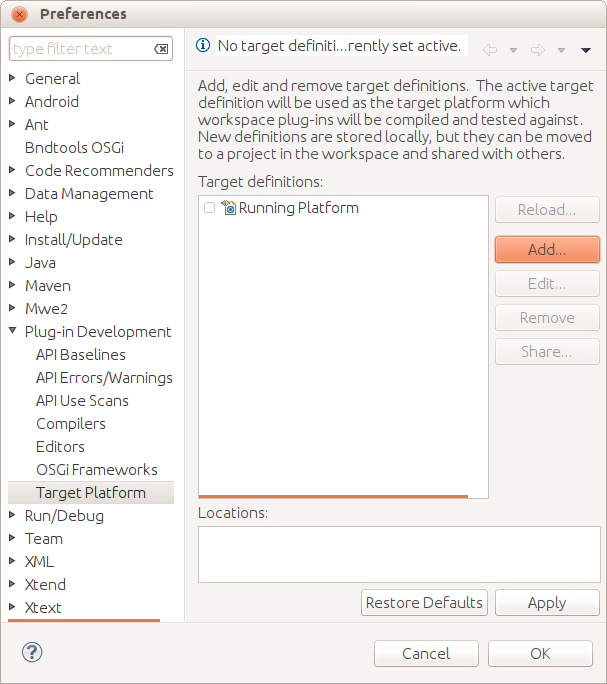 Preferences
type filter text
General
Android
Ant
Bndtools OSGi
Code Recommenders
Data Management
Help
Install/Update
Java
Maven
Mwe2
Plug-in Development
API Baselines
API Errors/Warnings
API Use Scans
Compilers
Editors
OSGi Frameworks
Target Platform
Run/Debug
Team
XML
Xtend
Xtext
No target definiti...rently set active.
Add, edit and remove target definitions.  The active target
definition will be used as the target platform which
workspace plug-ins will be compiled and tested against.
New definitions are stored locally, but they can be moved
to a project in the workspace and shared with others.
Target definitions:
Running Platform
Reload...
Add...
Edit...
Remove
Share...
Locations:
Restore Defaults
Apply
?
Cancel
OK